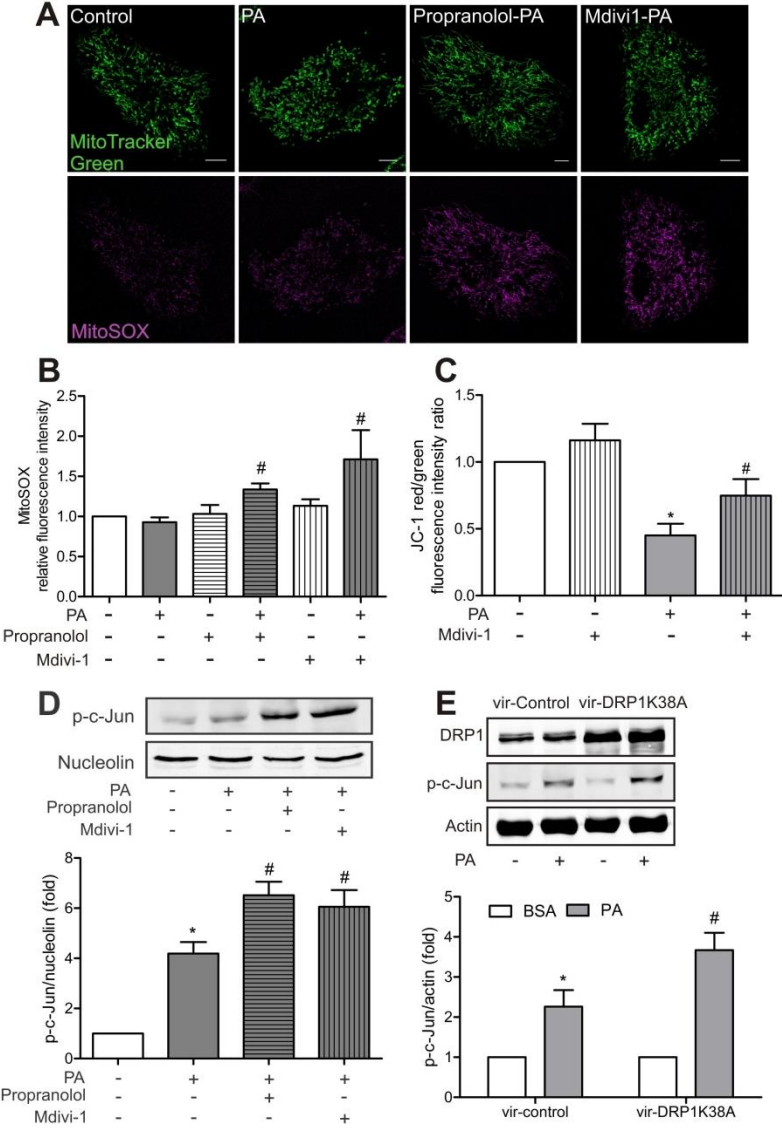 A
Control PA Propranolol-PA Mdivi1-PA
MitoTracker
Green
MitoSOX
B
MitoSOX
relative fluorescence intensity
2.5
2.0
1.5
1.0
0.5
0.0
# #
PA - + - + - +
Propranolol - - + + - -
Mdivi-1 - - - - + +
C
JC-1 red/green
fluorescence intensity ratio
1.5
1.0
0.5
0.0
* #
PA - - + +
Mdivi-1 - + - +
D
p-c-Jun
Nucleolin
PA - + + +
Propranolol - - + -
Mdivi-1 - - - +
p-c-Jun/nucleolin (fold)
8
6
4
2
0
* # #
PA - + + +
Propranolol - - + -
Mdivi-1 - - - +
E
vir-Control vir-DRP1K38A
DRP1
p-c-Jun
Actin
PA - + - +
p-c-Jun/actin (fold)
5
4
3
2
1
0
BSA PA
* #
vir-control vir-DRP1K38A